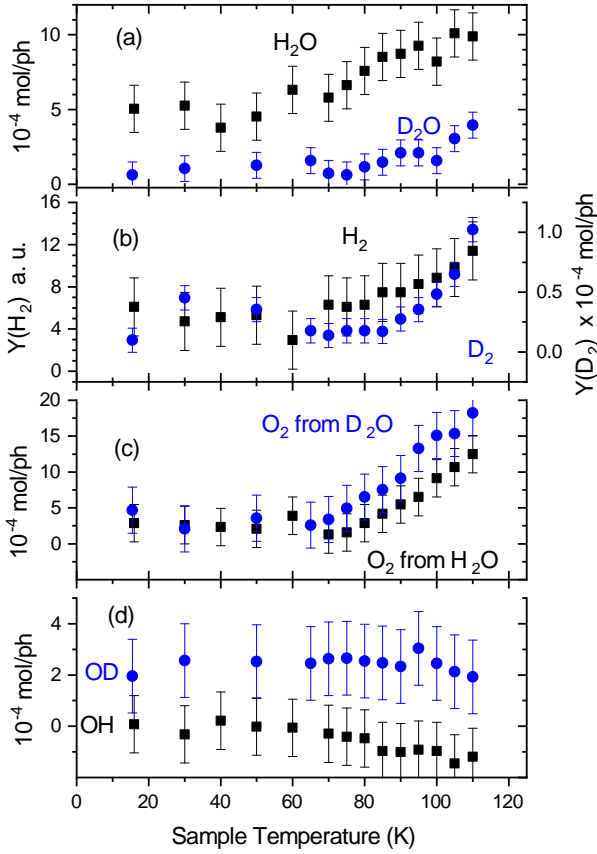 (a)
H₂O
D₂O
10⁻⁴ mol/ph
10
5
0
(b)
H₂
D₂
Y(H₂) a. u.
16
12
8
4
0
Y(D₂) x 10⁻⁴ mol/ph
1.0
0.5
0.0
(c)
O₂ from D₂O
O₂ from H₂O
10⁻⁴ mol/ph
20
15
10
5
0
(d)
OD
OH
10⁻⁴ mol/ph
4
2
0
0 20 40 60 80 100 120
Sample Temperature (K)